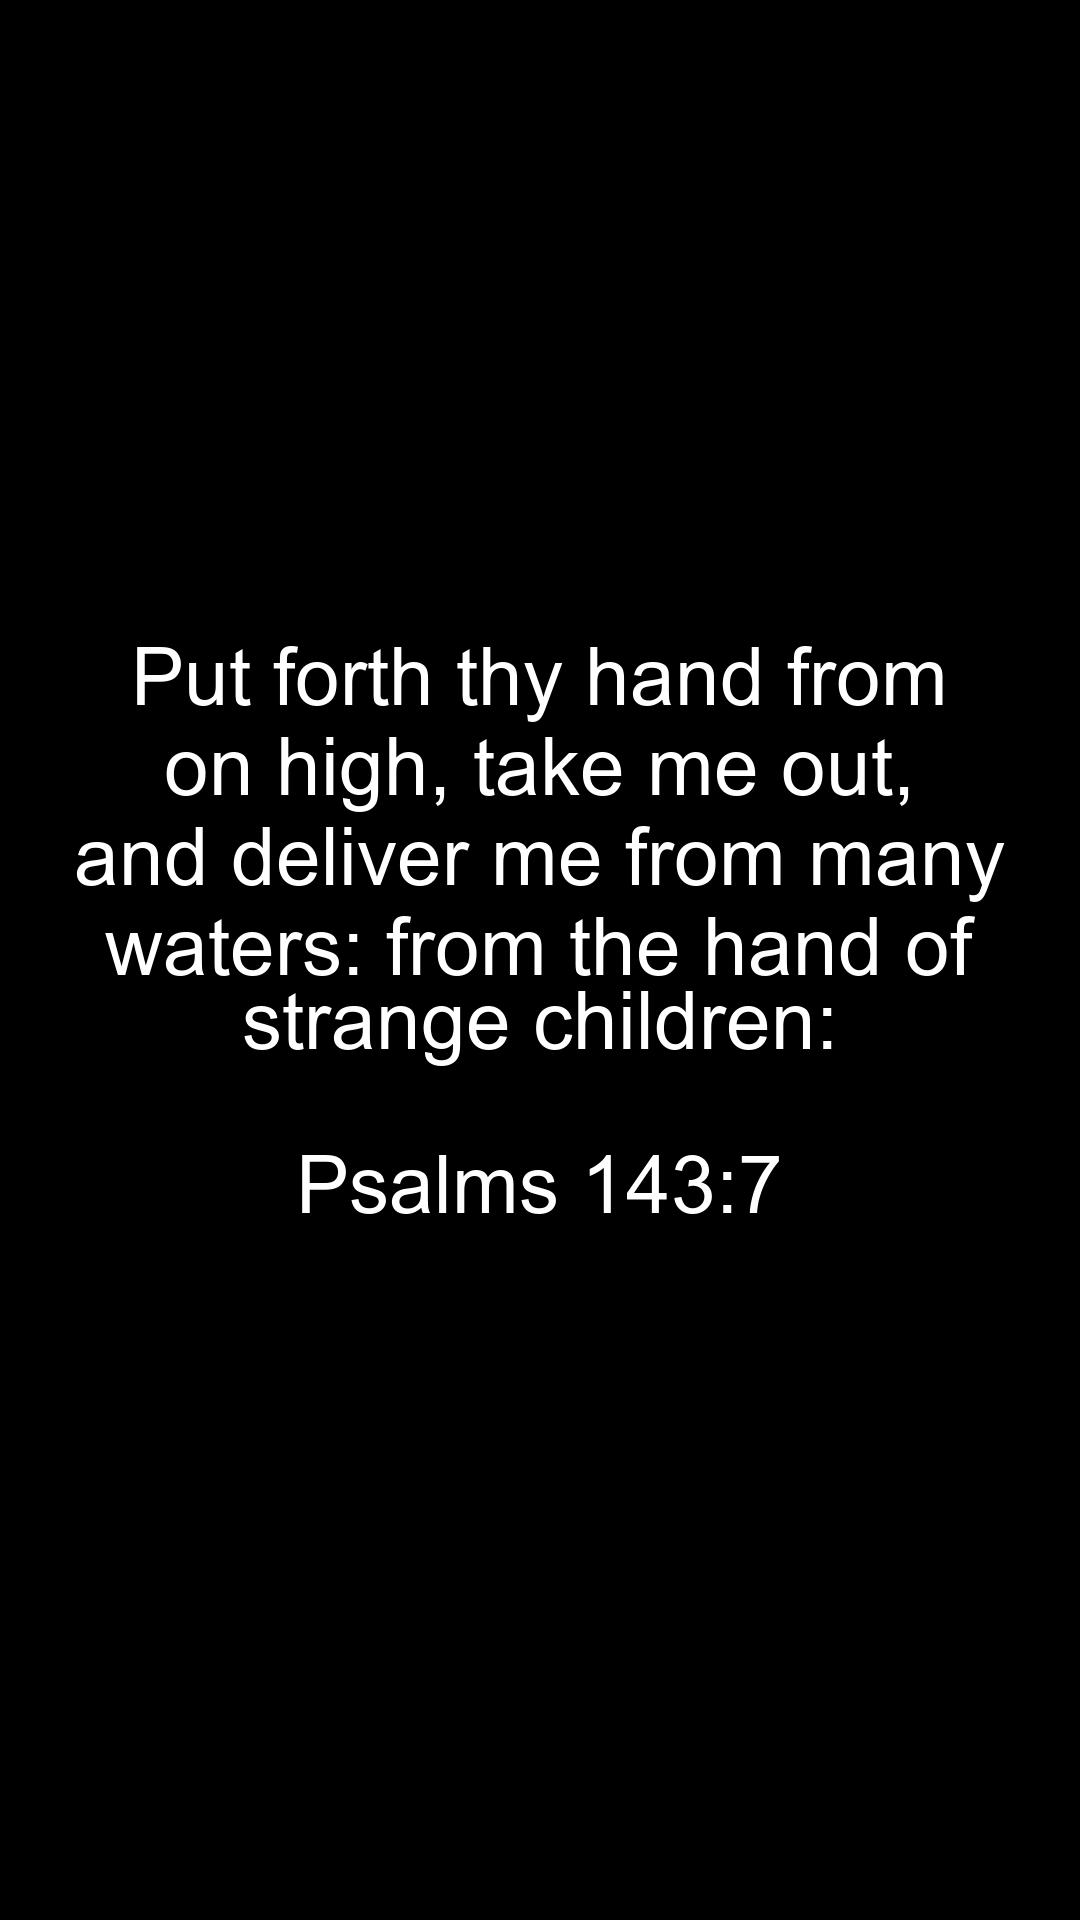 Put forth thy hand from
on high, take me out,
and deliver me from many
waters: from the hand of
strange children:
Psalms 143:7